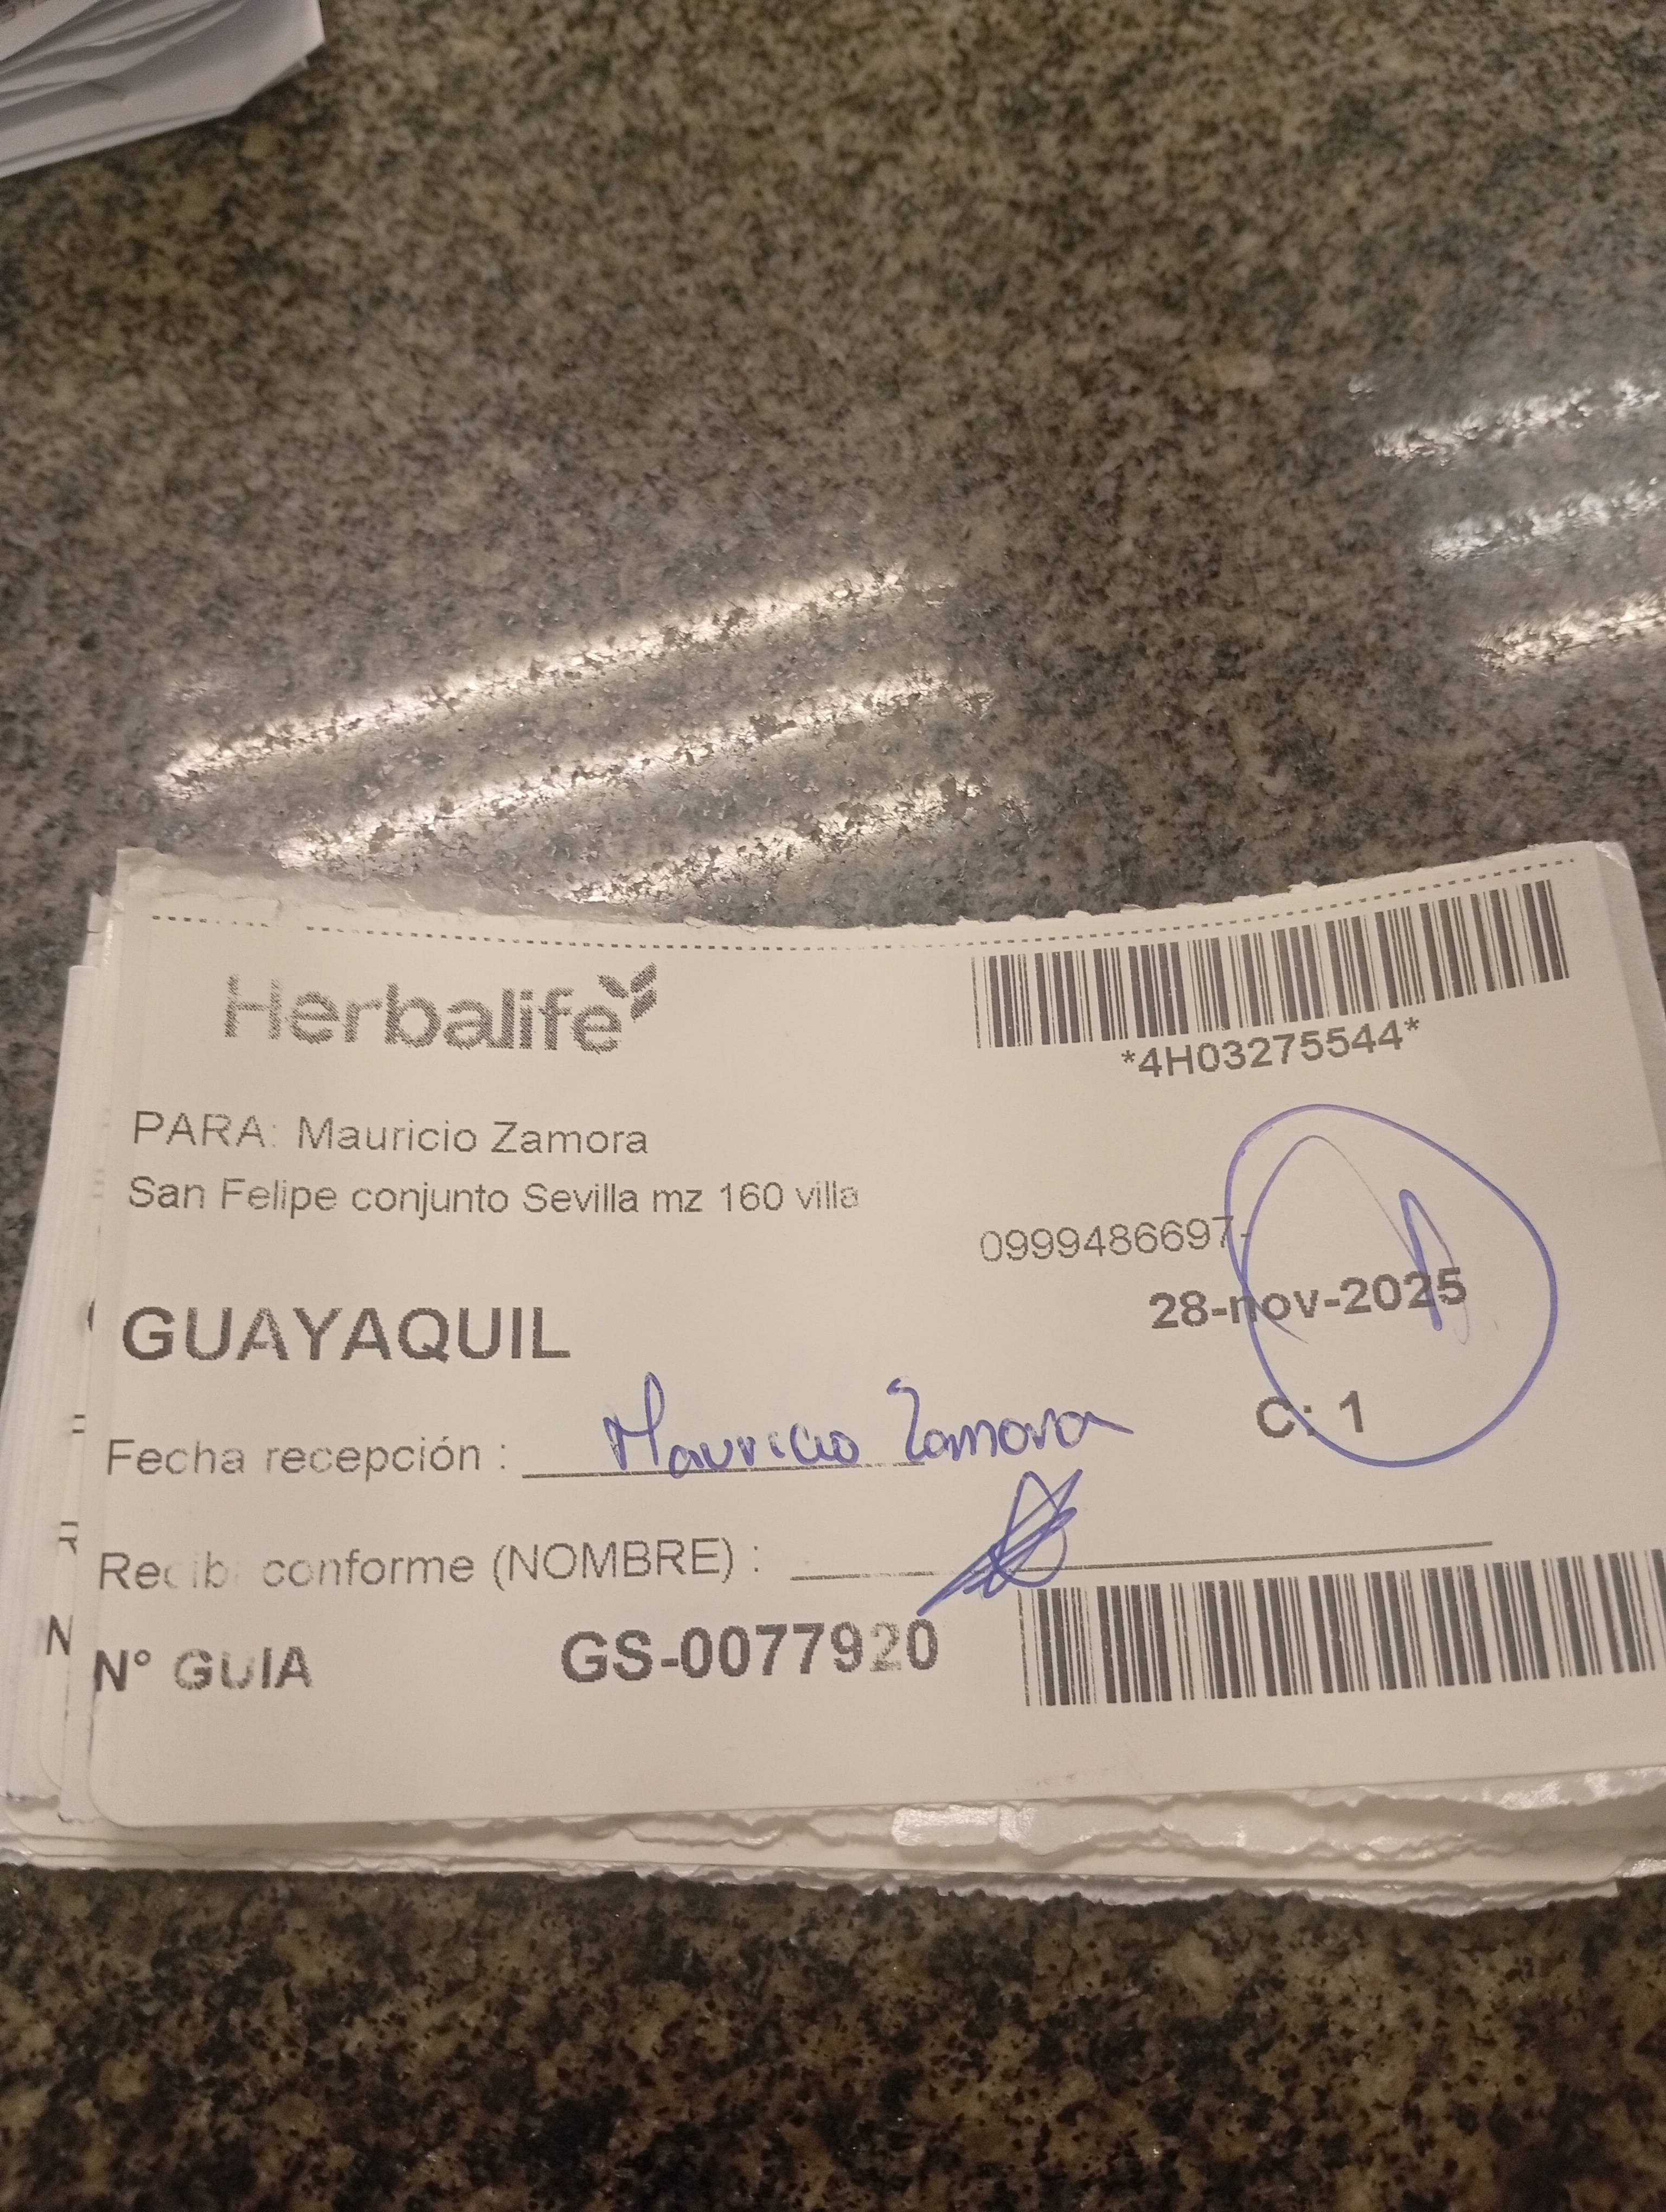 Herbalife
*4H03275544*
PARA: Mauricio Zamora
San Felipe conjunto Sevilla mz 160 villa
0999486697-
28-nov-2025
GUAYAQUIL
C: 1
Fecha recepción : Mauricio Zamora
Recibi conforme (NOMBRE) :
N° GUIA GS-0077920